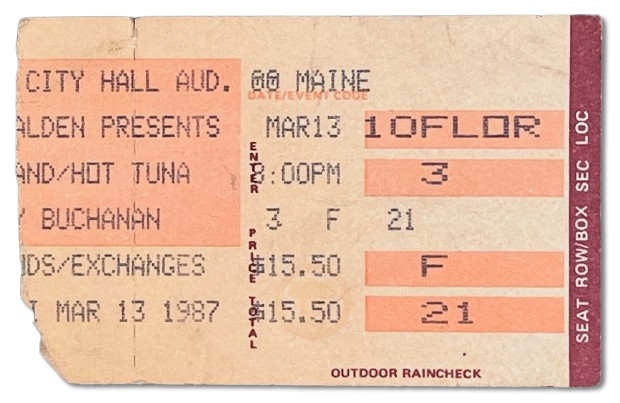 CITY HALL AUD. @@ MAINE
DATE/EVENT CODE
ALDEN PRESENTS MAR13 10FLOR
AND/HOT TUNA 8:00PM 3
Y BUCHANAN 3 F 21
NDS/EXCHANGES $15.50 F
I MAR 13 1987 $15.50 21
ENTER
PRICE TOTAL
OUTDOOR RAINCHECK
SEAT ROW/BOX SEC LOC